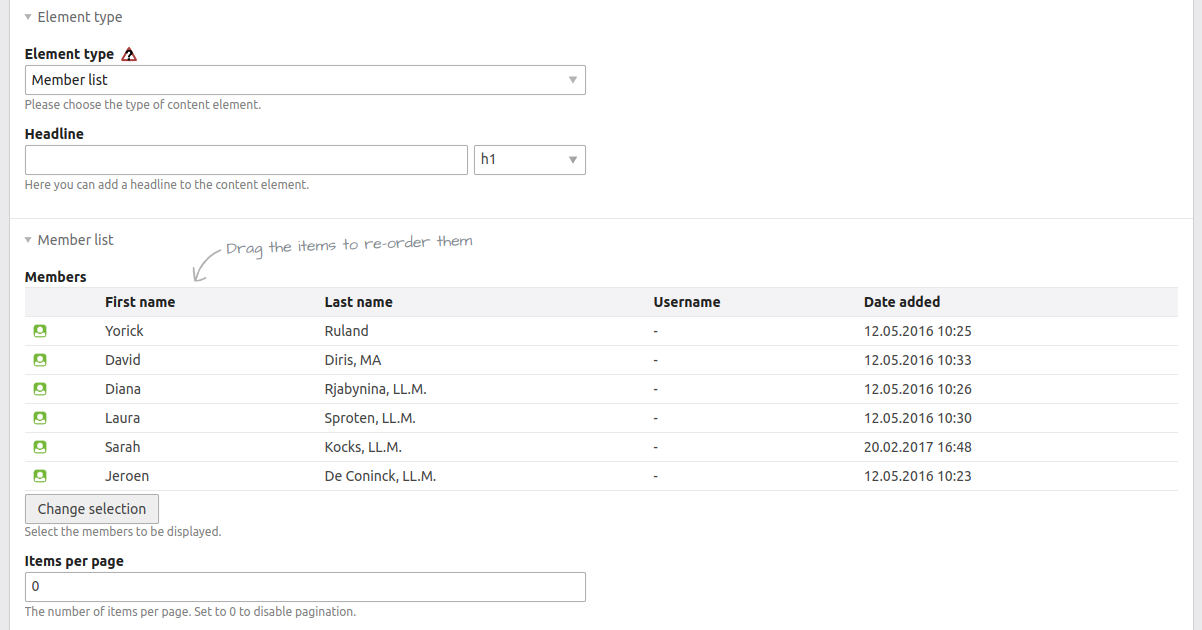 Element type
Element type
Member list
Please choose the type of content element.
Headline
h1
Here you can add a headline to the content element.
Member list
Drag the items to re-order them
Members
First name Last name Username Date added
Yorick Ruland - 12.05.2016 10:25
David Diris, MA - 12.05.2016 10:33
Diana Rjabynina, LL.M. - 12.05.2016 10:26
Laura Sproten, LL.M. - 12.05.2016 10:30
Sarah Kocks, LL.M. - 20.02.2017 16:48
Jeroen De Coninck, LL.M. - 12.05.2016 10:23
Change selection
Select the members to be displayed.
Items per page
0
The number of items per page. Set to 0 to disable pagination.